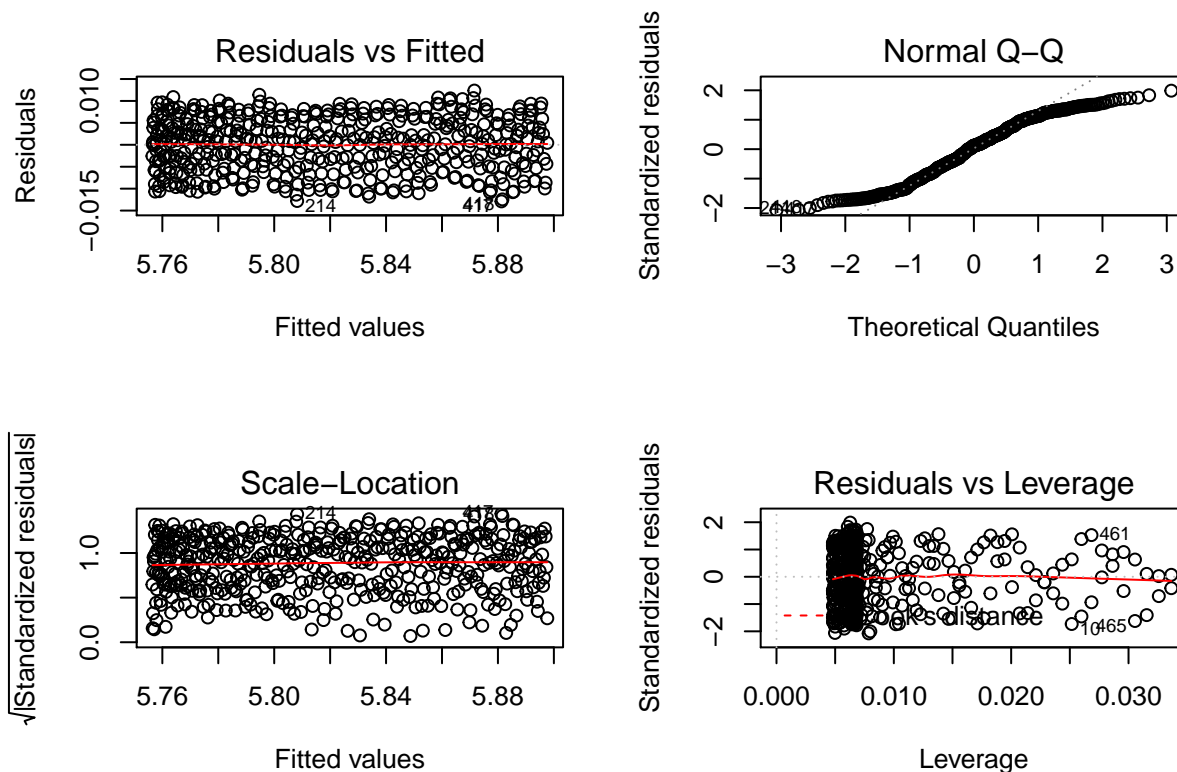 Residuals vs Fitted
Residuals
0.010
−0.015
214
5.76 5.80 5.84 5.88
Fitted values
Normal Q−Q
Standardized residuals
2
0
−2
−3 −2 −1 0 1 2 3
Theoretical Quantiles
Scale−Location
√|Standardized residuals|
1.0
0.0
214
5.76 5.80 5.84 5.88
Fitted values
Residuals vs Leverage
Standardized residuals
2
0
−2
461
10
465
distance
0.000 0.010 0.020 0.030
Leverage